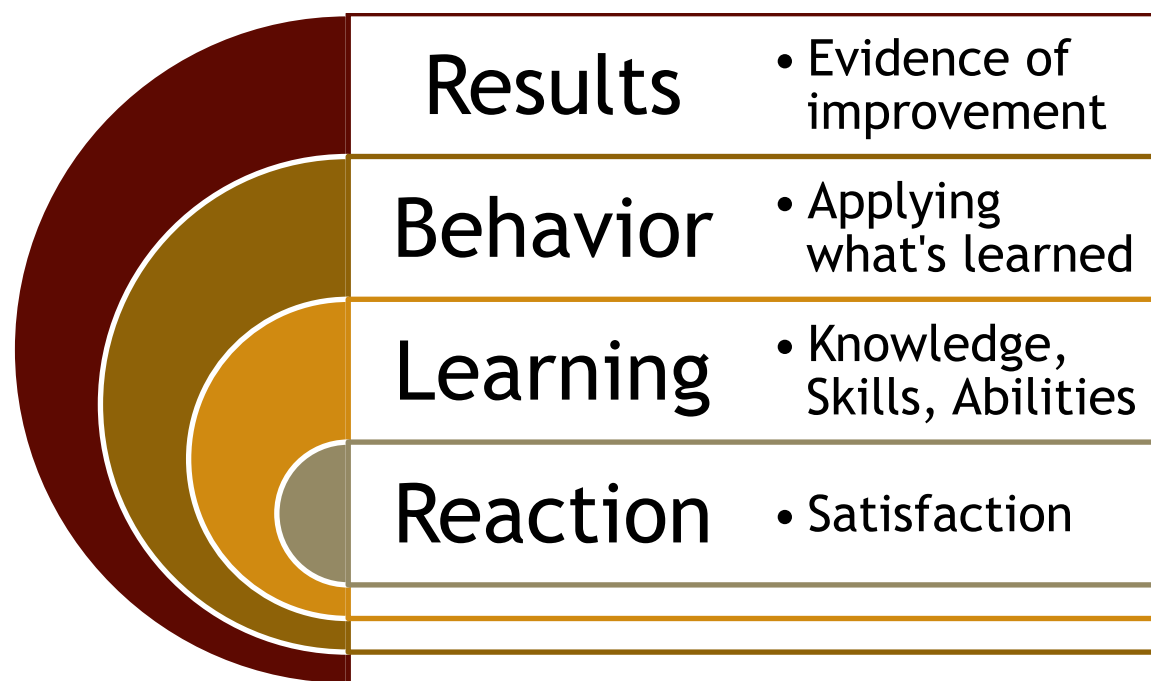 Results
• Evidence of
improvement
Behavior
• Applying
what's learned
Learning
• Knowledge,
Skills, Abilities
Reaction
• Satisfaction